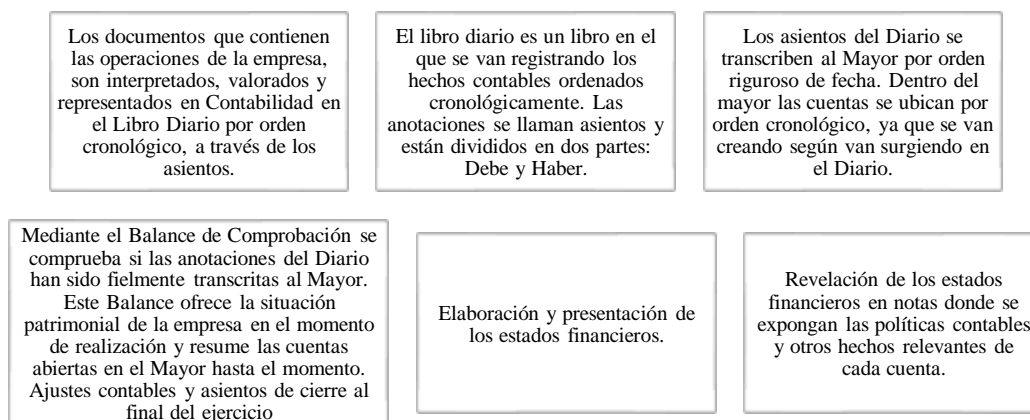 Los documentos que contienen
las operaciones de la empresa,
son interpretados, valorados y
representados en Contabilidad en
el Libro Diario por orden
cronológico, a través de los
asientos.
El libro diario es un libro en el
que se van registrando los
hechos contables ordenados
cronológicamente. Las
anotaciones se llaman asientos y
están divididos en dos partes:
Debe y Haber.
Los asientos del Diario se
transcriben al Mayor por orden
riguroso de fecha. Dentro del
mayor las cuentas se ubican por
orden cronológico, ya que se van
creando según van surgiendo en
el Diario.
Mediante el Balance de Comprobación se
comprueba si las anotaciones del Diario
han sido fielmente transcritas al Mayor.
Este Balance ofrece la situación
patrimonial de la empresa en el momento
de realización y resume las cuentas
abiertas en el Mayor hasta el momento.
Ajustes contables y asientos de cierre al
final del ejercicio
Elaboración y presentación de
los estados financieros.
Revelación de los estados
financieros en notas donde se
expongan las políticas contables
y otros hechos relevantes de
cada cuenta.